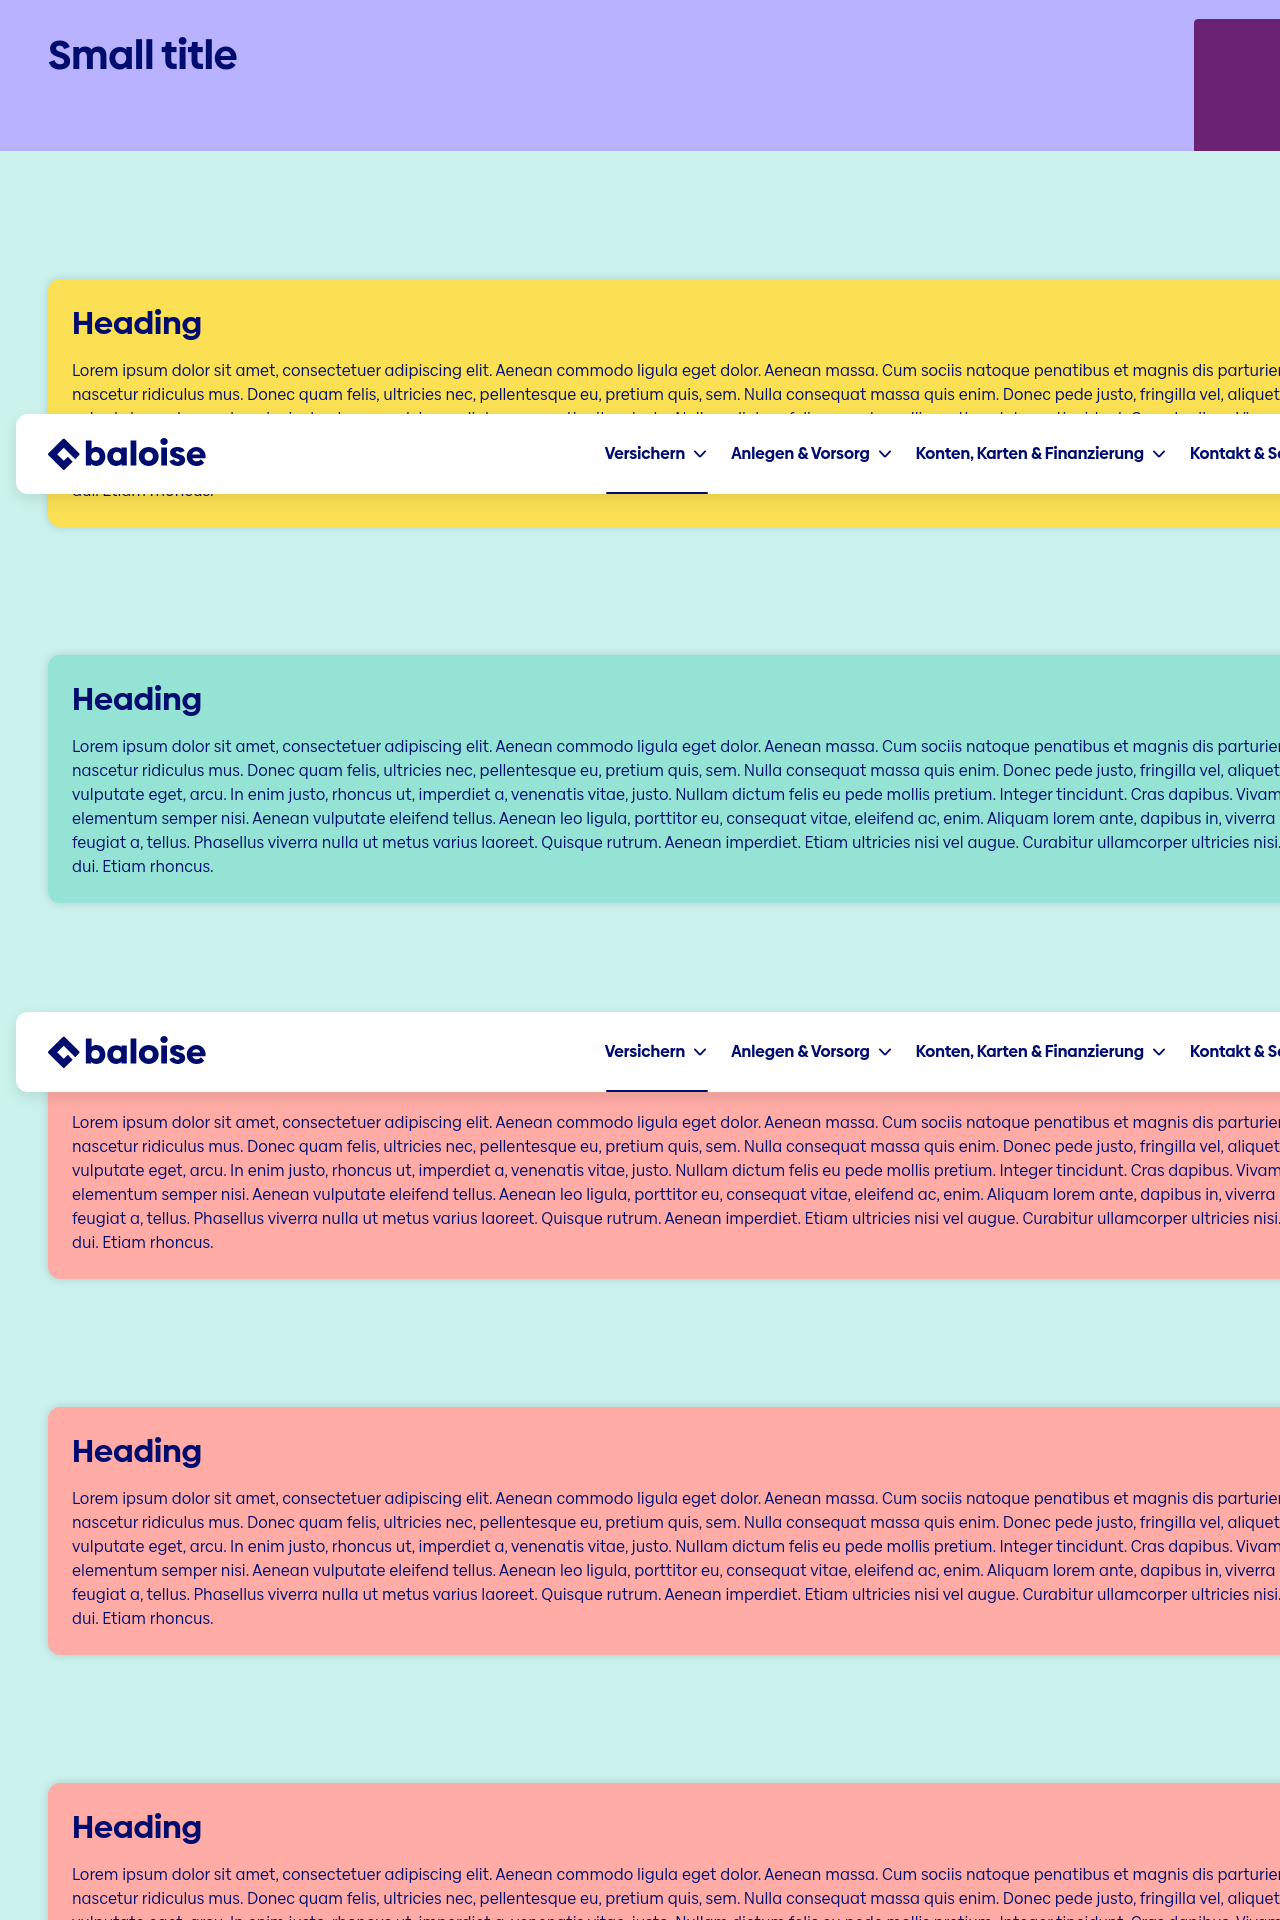 Small title
Heading
Lorem ipsum dolor sit amet, consectetuer adipiscing elit. Aenean commodo ligula eget dolor. Aenean massa. Cum sociis natoque penatibus et magnis dis
nascetur ridiculus mus. Donec quam felis, ultricies nec, pellentesque eu, pretium quis, sem. Nulla consequat massa quis enim. Donec pede justo, fringilla vel, aliquet
baloise Versichern Anlegen & Vorsorg Konten, Karten & Finanzierung Kontakt &
dui. Etiam rhoncus.
Heading
Lorem ipsum dolor sit amet, consectetuer adipiscing elit. Aenean commodo ligula eget dolor. Aenean massa. Cum sociis natoque penatibus et magnis dis
nascetur ridiculus mus. Donec quam felis, ultricies nec, pellentesque eu, pretium quis, sem. Nulla consequat massa quis enim. Donec pede justo, fringilla vel, aliquet
vulputate eget, arcu. In enim justo, rhoncus ut, imperdiet a, venenatis vitae, justo. Nullam dictum felis eu pede mollis pretium. Integer tincidunt. Cras dapibus.
elementum semper nisi. Aenean vulputate eleifend tellus. Aenean leo ligula, porttitor eu, consequat vitae, eleifend ac, enim. Aliquam lorem ante, dapibus in, viverra
feugiat a, tellus. Phasellus viverra nulla ut metus varius laoreet. Quisque rutrum. Aenean imperdiet. Etiam ultricies nisi vel augue. Curabitur ullamcorper ultricies nisi.
dui. Etiam rhoncus.
baloise Versichern Anlegen & Vorsorg Konten, Karten & Finanzierung Kontakt &
Lorem ipsum dolor sit amet, consectetuer adipiscing elit. Aenean commodo ligula eget dolor. Aenean massa. Cum sociis natoque penatibus et magnis dis
nascetur ridiculus mus. Donec quam felis, ultricies nec, pellentesque eu, pretium quis, sem. Nulla consequat massa quis enim. Donec pede justo, fringilla vel, aliquet
vulputate eget, arcu. In enim justo, rhoncus ut, imperdiet a, venenatis vitae, justo. Nullam dictum felis eu pede mollis pretium. Integer tincidunt. Cras dapibus.
elementum semper nisi. Aenean vulputate eleifend tellus. Aenean leo ligula, porttitor eu, consequat vitae, eleifend ac, enim. Aliquam lorem ante, dapibus in, viverra
feugiat a, tellus. Phasellus viverra nulla ut metus varius laoreet. Quisque rutrum. Aenean imperdiet. Etiam ultricies nisi vel augue. Curabitur ullamcorper ultricies nisi.
dui. Etiam rhoncus.
Heading
Lorem ipsum dolor sit amet, consectetuer adipiscing elit. Aenean commodo ligula eget dolor. Aenean massa. Cum sociis natoque penatibus et magnis dis
nascetur ridiculus mus. Donec quam felis, ultricies nec, pellentesque eu, pretium quis, sem. Nulla consequat massa quis enim. Donec pede justo, fringilla vel, aliquet
vulputate eget, arcu. In enim justo, rhoncus ut, imperdiet a, venenatis vitae, justo. Nullam dictum felis eu pede mollis pretium. Integer tincidunt. Cras dapibus.
elementum semper nisi. Aenean vulputate eleifend tellus. Aenean leo ligula, porttitor eu, consequat vitae, eleifend ac, enim. Aliquam lorem ante, dapibus in, viverra
feugiat a, tellus. Phasellus viverra nulla ut metus varius laoreet. Quisque rutrum. Aenean imperdiet. Etiam ultricies nisi vel augue. Curabitur ullamcorper ultricies nisi.
dui. Etiam rhoncus.
Heading
Lorem ipsum dolor sit amet, consectetuer adipiscing elit. Aenean commodo ligula eget dolor. Aenean massa. Cum sociis natoque penatibus et magnis dis
nascetur ridiculus mus. Donec quam felis, ultricies nec, pellentesque eu, pretium quis, sem. Nulla consequat massa quis enim. Donec pede justo, fringilla vel, aliquet